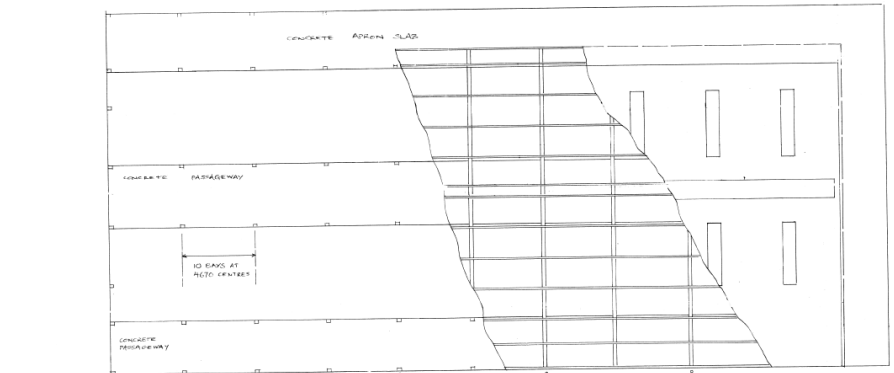 CONCRETE APRON SLAB
CONCRETE PASSAGEWAY
10 BAYS AT
4670 CENTRES
CONCRETE
PASSAGEWAY